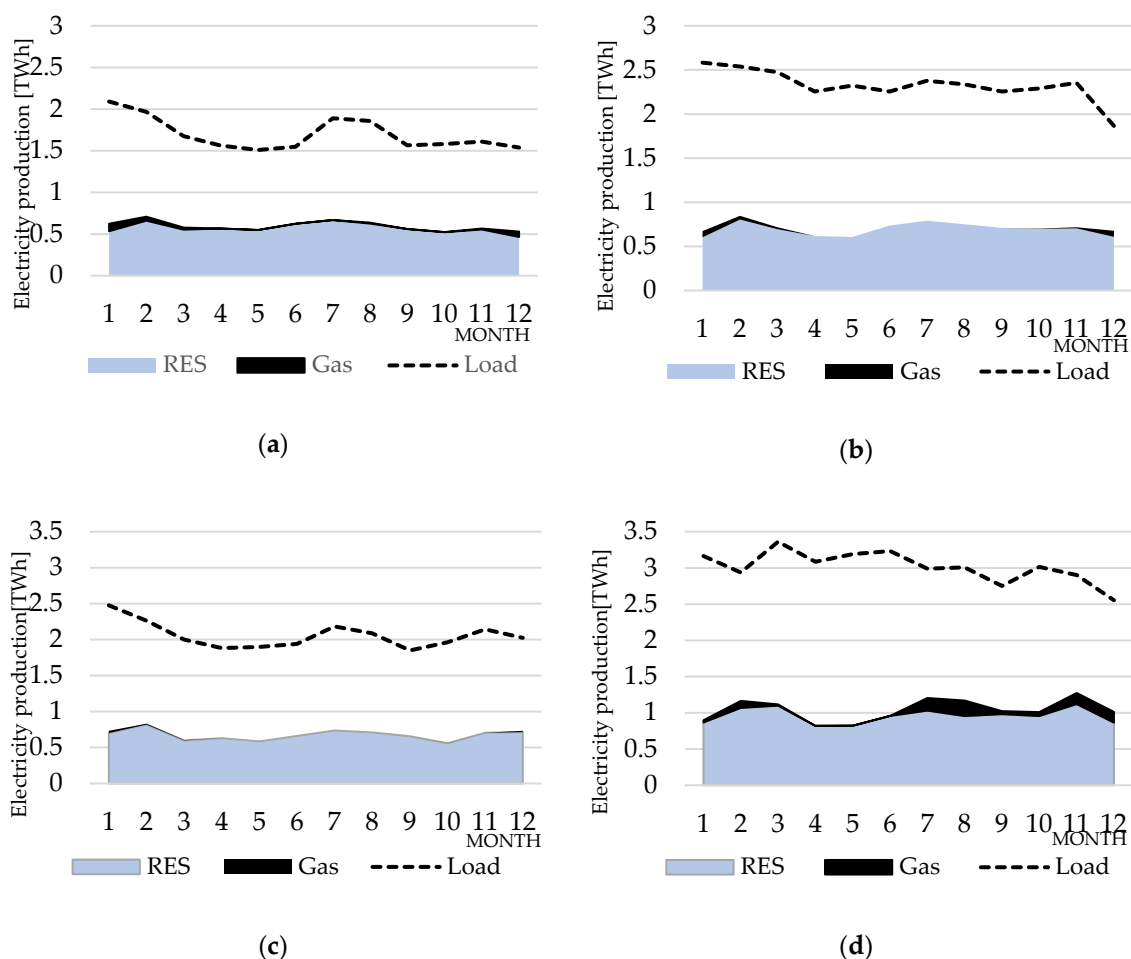 Electricity production [TWh]
3
2.5
2
1.5
1
0.5
0
1 2 3 4 5 6 7 8 9 10 11 12
MONTH
RES Gas Load
(a)
Electricity production [TWh]
3
2.5
2
1.5
1
0.5
0
1 2 3 4 5 6 7 8 9 10 11 12
MONTH
RES Gas Load
(b)
Electricity production[TWh]
3.5
3
2.5
2
1.5
1
0.5
0
1 2 3 4 5 6 7 8 9 10 11 12
MONTH
RES Gas Load
(c)
Electricity production[TWh]
3.5
3
2.5
2
1.5
1
0.5
0
1 2 3 4 5 6 7 8 9 10 11 12
MONTH
RES Gas Load
(d)